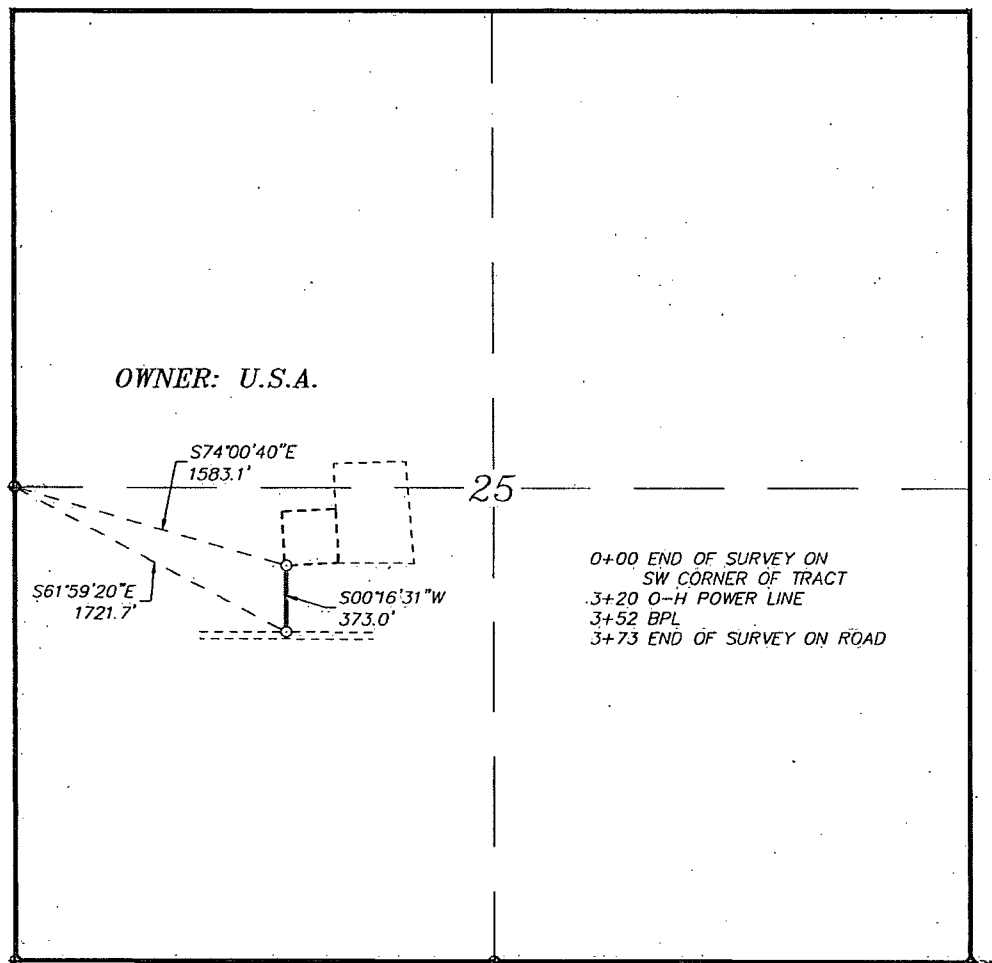 OWNER: U.S.A.
S74°00'40"E
1583.1'
25
S61°59'20"E
1721.7'
S00°16'31"W
373.0'
0+00 END OF SURVEY ON
SW CORNER OF TRACT
3+20 O-H POWER LINE
3+52 BPL
3+73 END OF SURVEY ON ROAD